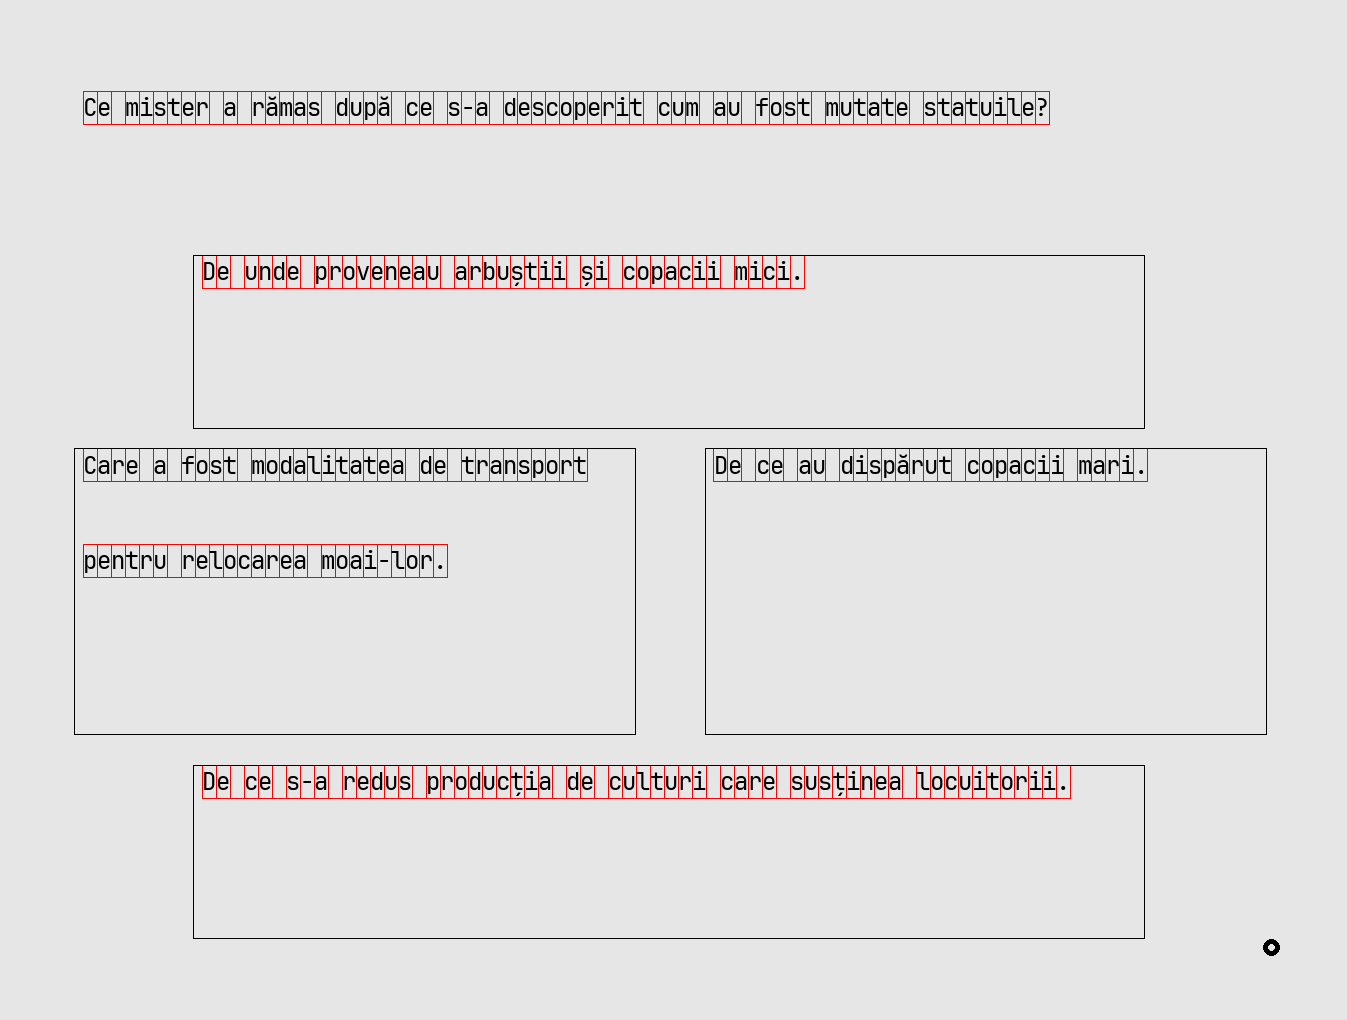 Ce mister a rămas după ce s-a descoperit cum au fost mutate statuile?
De unde proveneau arbuștii și copacii mici.
Care a fost modalitatea de transport
pentru relocarea moai-lor.
De ce au dispărut copacii mari.
De ce s-a redus producția de culturi care susținea locuitorii.